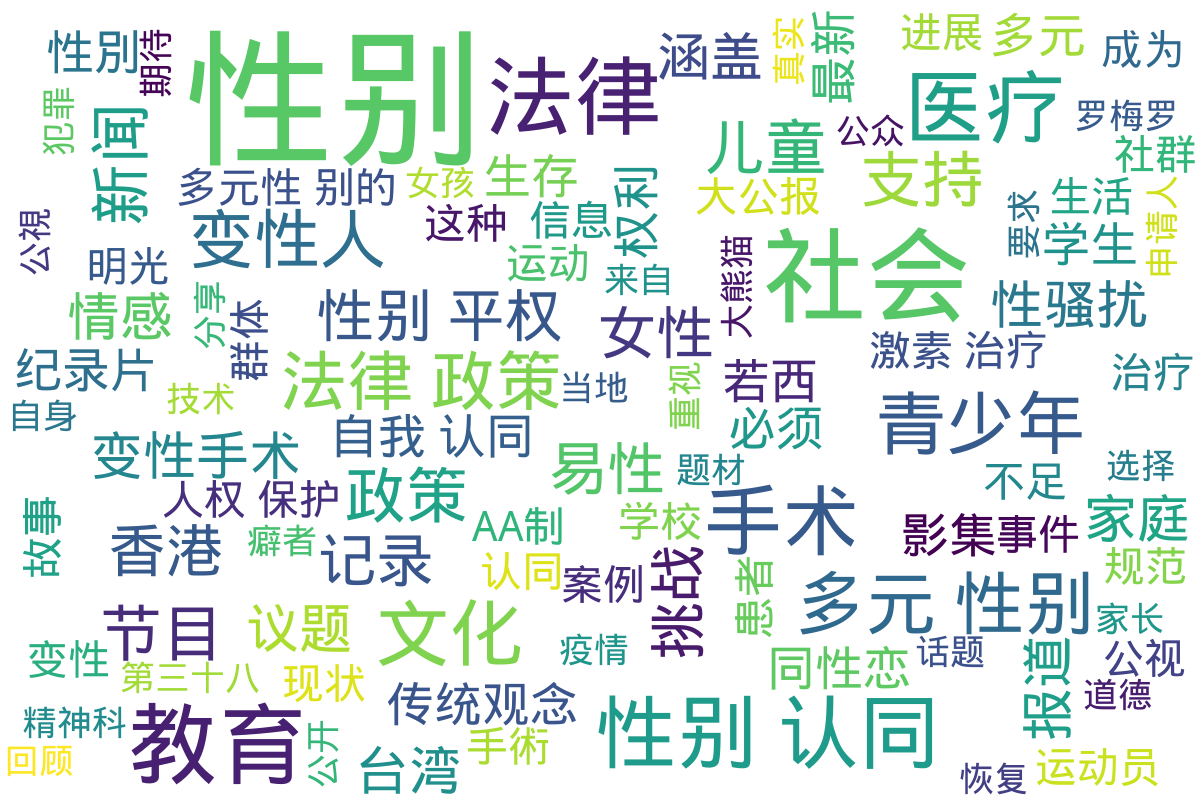 性别
法律
涵盖
真实
最新
进展
多元
成为
性別
期待
犯罪
新闻
医疗
罗梅罗
儿童
公众
社群
多元性 别的
女孩
生存
权利
大公报
支持
生活
申请人
公視
变性人
这种
信息
要求
学生
明光
运动
来自
大熊猫
社会
情感
分享
群体
性别 平权
女性
性骚扰
纪录片
法律 政策
当地
重视
若西
激素 治疗
治疗
自身
技术
自我 认同
必须
青少年
变性手术
易性
题材
不足
选择
人权 保护
政策
手术
故事
香港
癖者
记录
AA制
学校
影集
事件
家庭
认同
案例
挑战
患者
多元 性别
规范
节目
议题
文化
家长
变性
疫情
同性恋
话题
报道
公视
第三十八
现状
传统观念
道德
精神科
教育
公开
性别 认同
回顾
台湾
手術
恢复
运动员